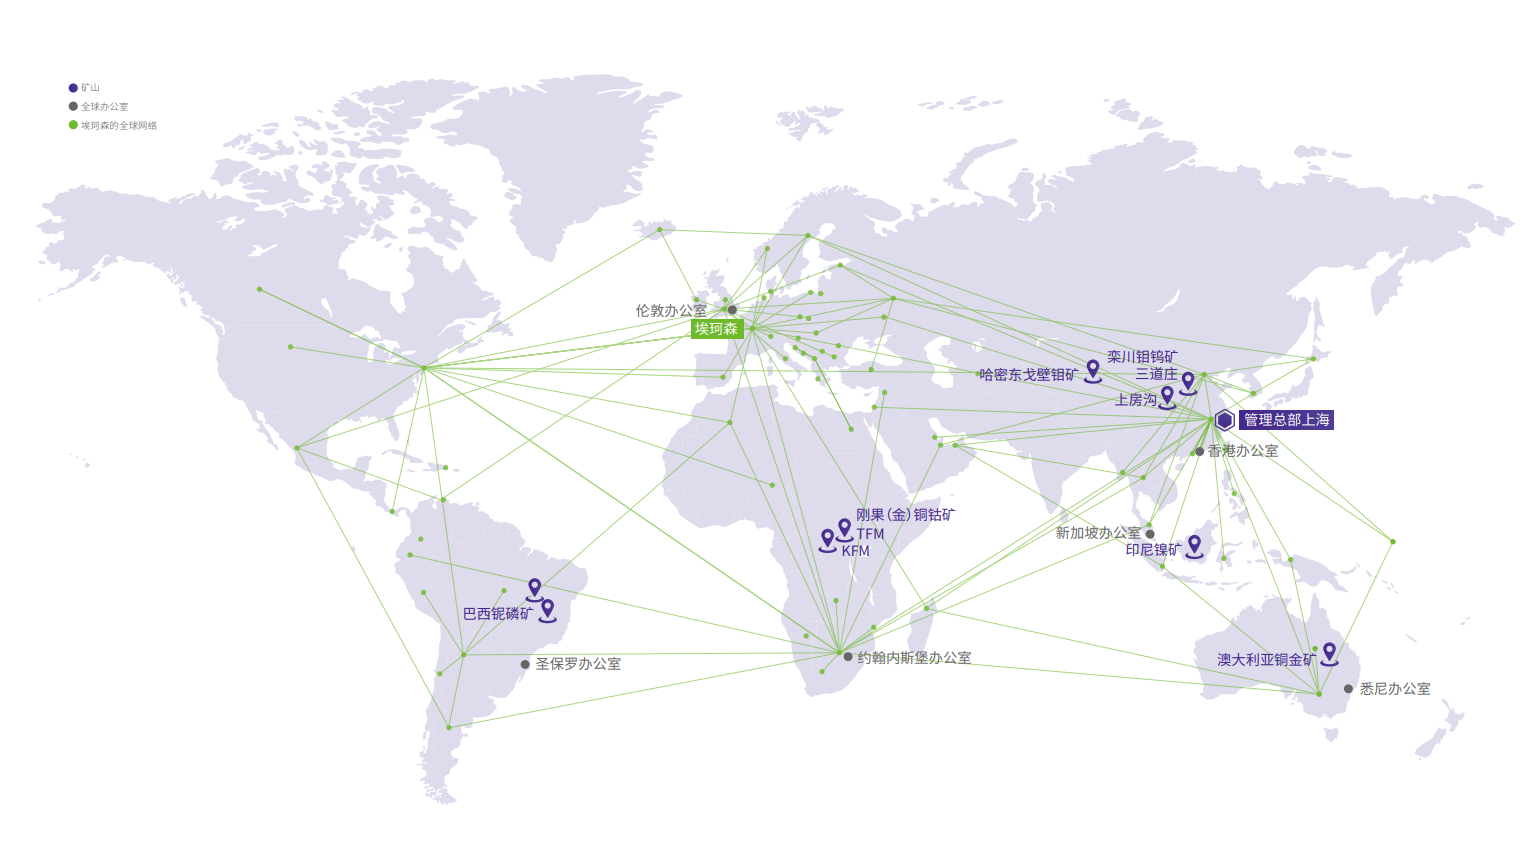 矿山
全球办公室
埃珂森的全球网络
伦敦办公室
埃珂森
栾川钼钨矿
三道庄
哈密东戈壁钼矿
上房沟
管理总部上海
香港办公室
刚果(金)铜钴矿
TFM
KFM
新加坡办公室
印尼镍矿
巴西铌磷矿
圣保罗办公室
约翰内斯堡办公室
澳大利亚铜金矿
悉尼办公室